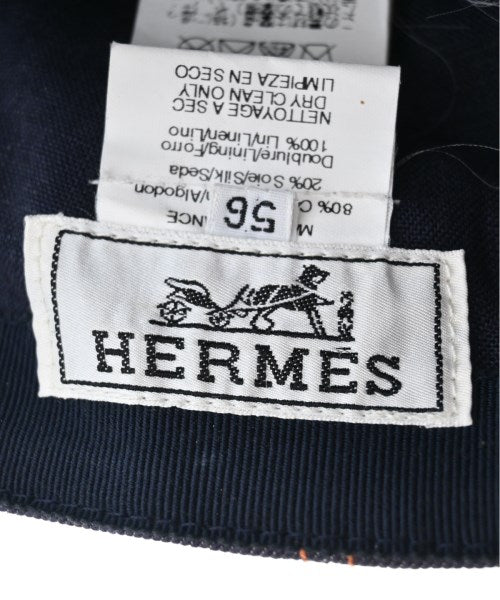 HERMES
56
80% Co /Algodon
20% Soie/Silk/Seda
Doublure/Lining/Forro
100% Lin/Linen/Lino
NETTOYAGE A SEC
DRY CLEAN ONLY
LIMPIEZA EN SECO